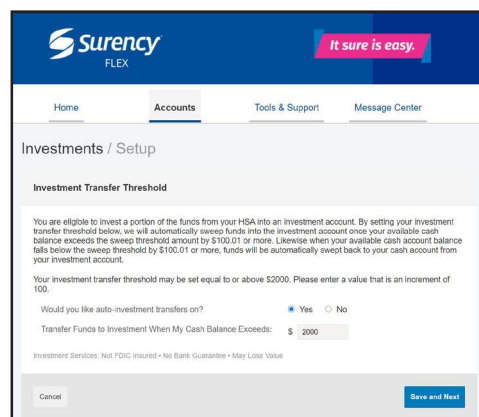 Surency
FLEX
It sure is easy.
Home Accounts Tools & Support Message Center
Investments / Setup
Investment Transfer Threshold
You are eligible to invest a portion of the funds from your HSA into an investment account. By setting your investment
transfer threshold below, we will automatically sweep funds into the investment account once your available cash
balance exceeds the sweep threshold amount by $100.01 or more. Likewise when your available cash account balance
falls below the sweep threshold by $100.01 or more, funds will be automatically swept back to your cash account from
your investment account.
Your investment transfer threshold may be set equal to or above $2000. Please enter a value that is an increment of
100.
Would you like auto-investment transfers on? Yes No
Transfer Funds to Investment When My Cash Balance Exceeds: $ 2000
Investment Services: Not FDIC Insured • No Bank Guarantee • May Lose Value
Cancel Save and Next